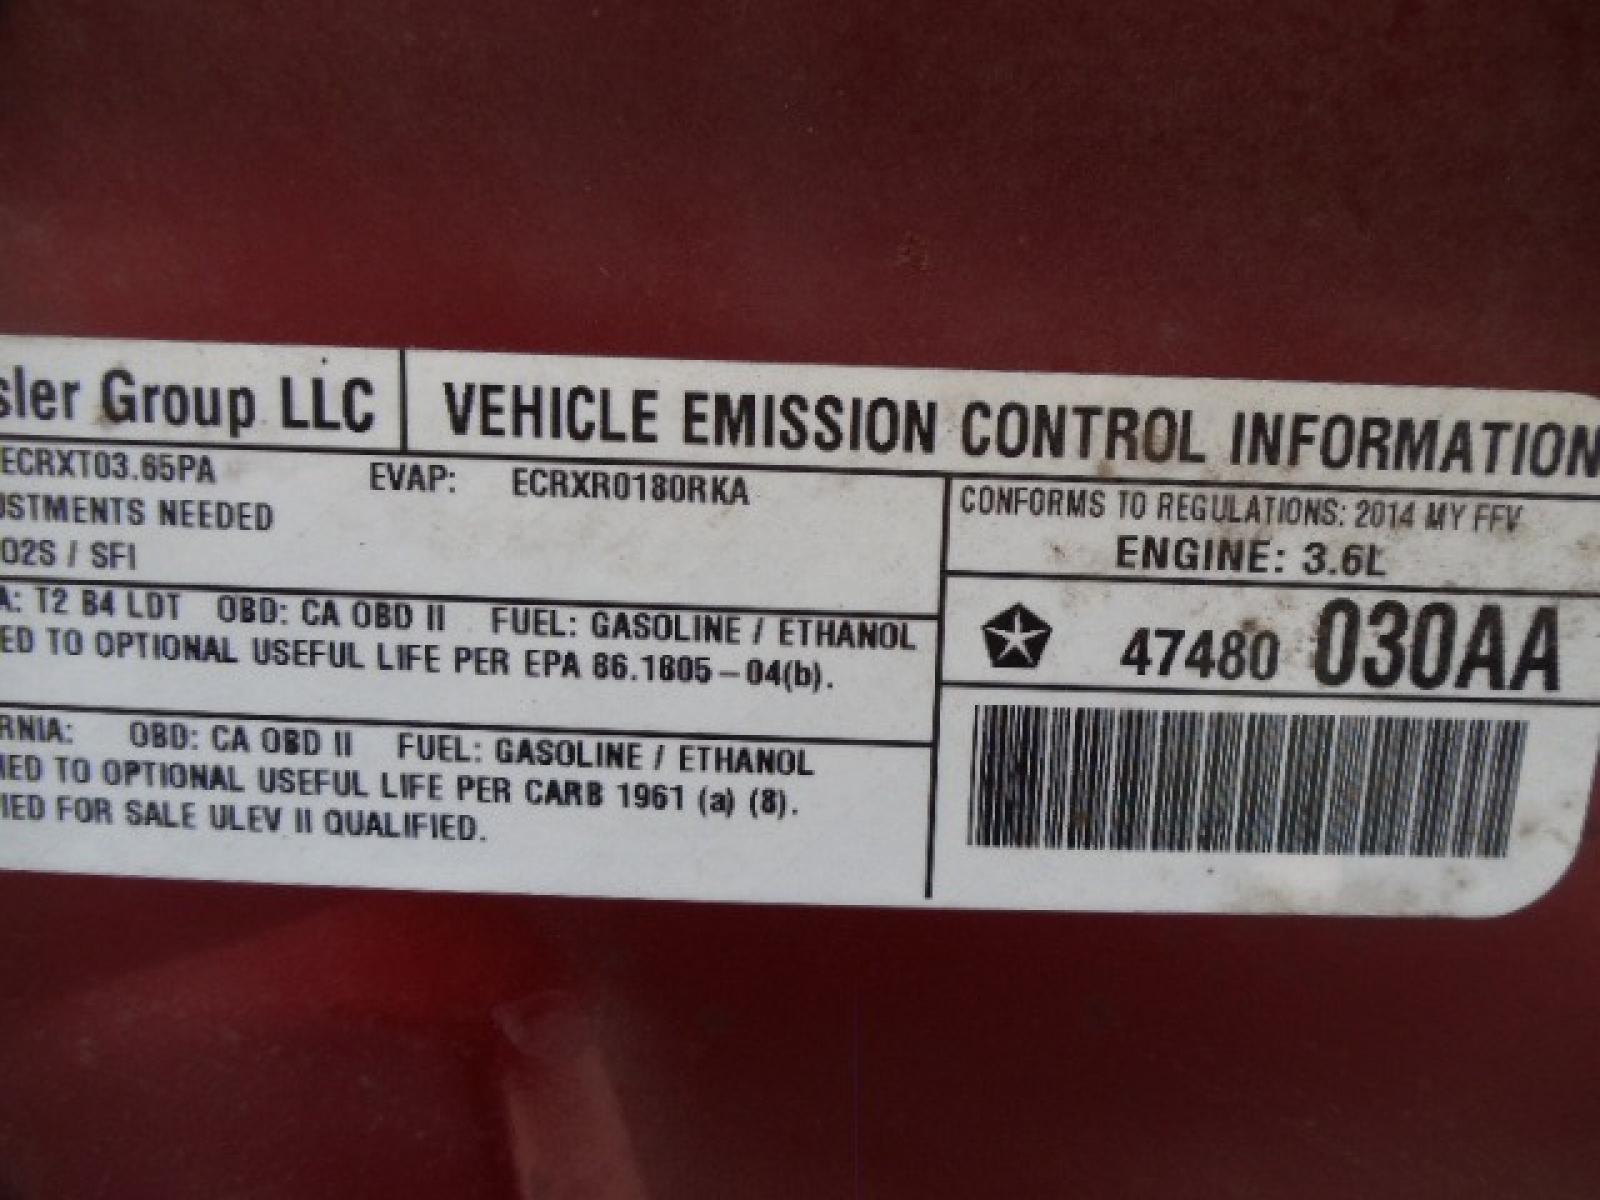 sler Group LLC
VEHICLE EMISSION CONTROL INFORMATION
ECRXT03.65PA EVAP: ECRXR0180RKA
USTMENTS NEEDED
O2S / SFI
A: T2 B4 LDT OBD: CA OBD II FUEL: GASOLINE / ETHANOL
ED TO OPTIONAL USEFUL LIFE PER EPA 86.1805-04(b).
RNIA: OBD: CA OBD II FUEL: GASOLINE / ETHANOL
IED TO OPTIONAL USEFUL LIFE PER CARB 1961 (a) (8).
IED FOR SALE ULEV II QUALIFIED.
CONFORMS TO REGULATIONS: 2014 MY FFV
ENGINE: 3.6L
47480 030AA